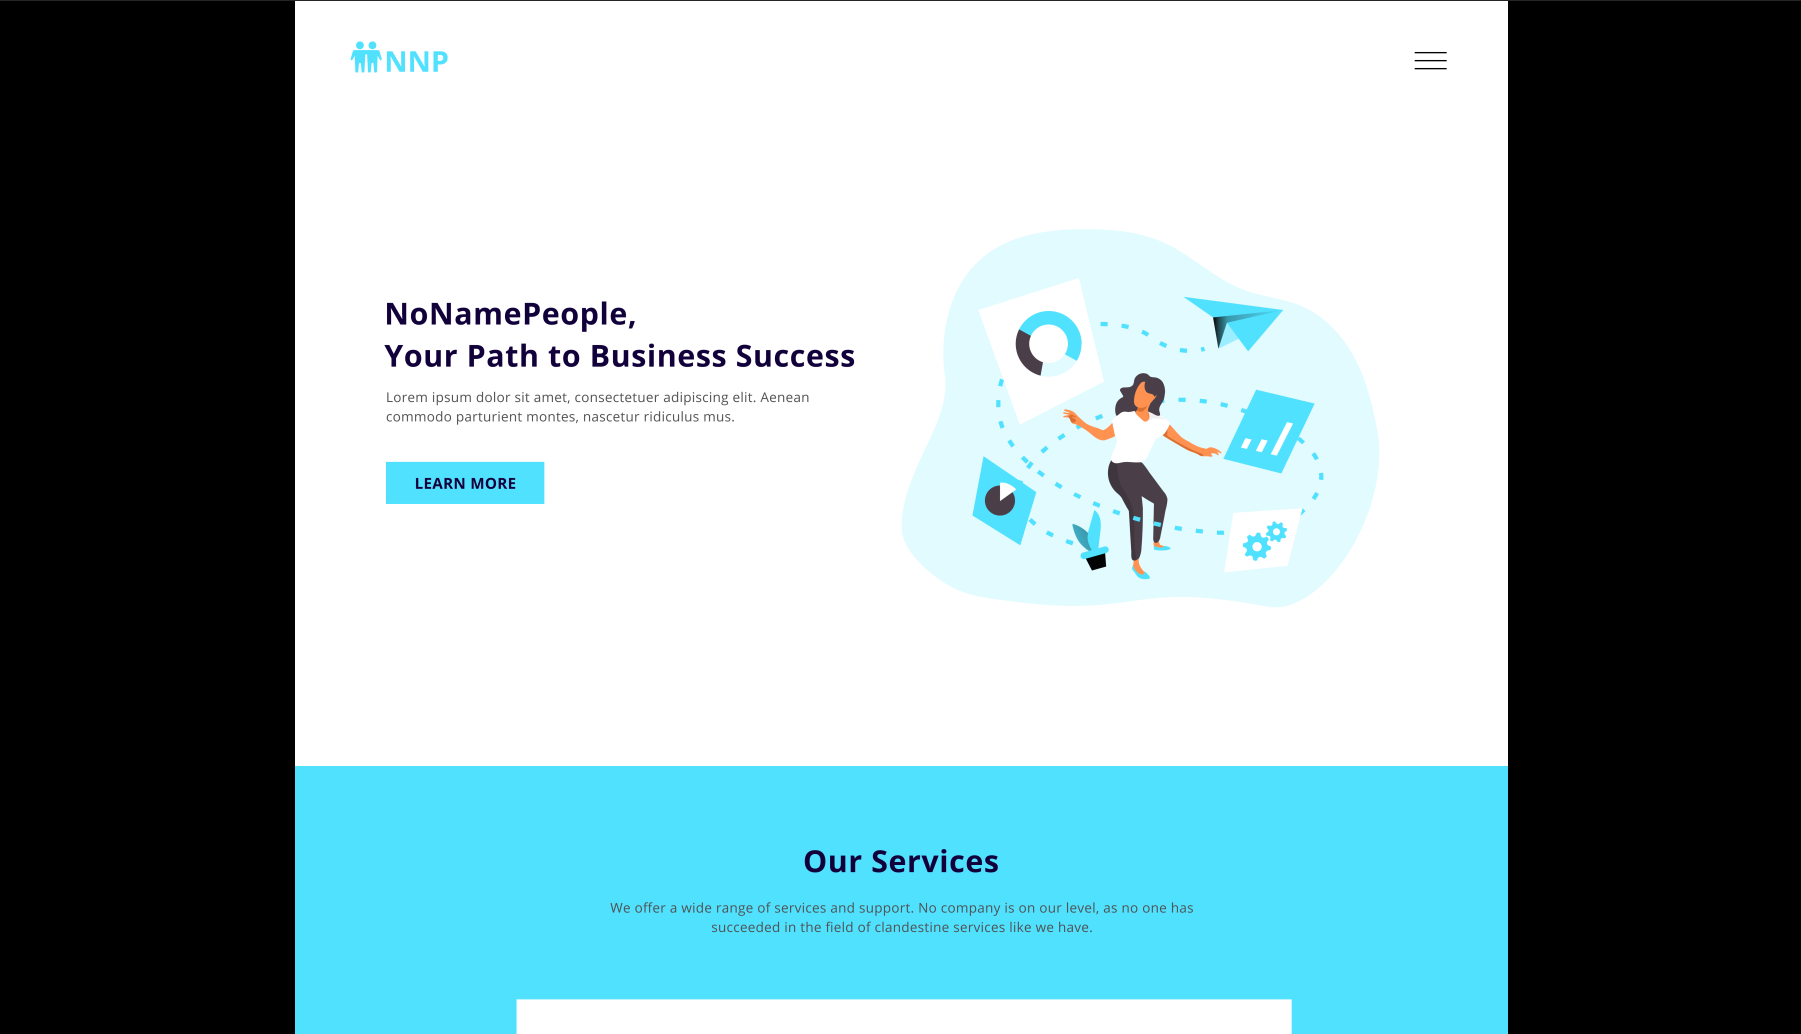 NNP
NoNamePeople,
Your Path to Business Success
Lorem ipsum dolor sit amet, consectetuer adipiscing elit. Aenean
commodo parturient montes, nascetur ridiculus mus.
LEARN MORE
Our Services
We offer a wide range of services and support. No company is on our level, as no one has
succeeded in the field of clandestine services like we have.